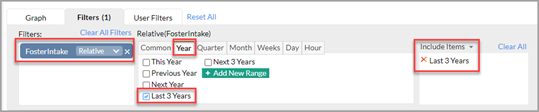 Graph Filters (1) User Filters Reset All
Filters: Clear All Filters
FosterIntake Relative
Relative(FosterIntake)
Common Year Quarter Month Weeks Day Hour
This Year Next 3 Years
Previous Year + Add New Range
Next Year
Last 3 Years
Include Items Clear All
Last 3 Years